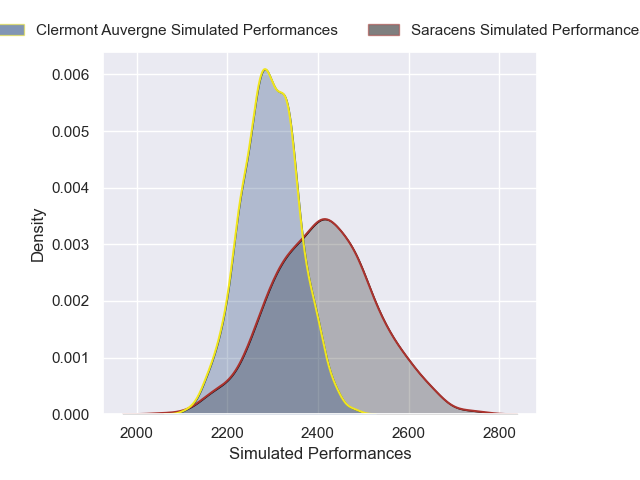 Clermont Auvergne Simulated Performances
Saracens Simulated Performance
0.006
0.005
0.004
0.003
0.002
0.001
0.000
Density
2000 2200 2400 2600 2800
Simulated Performances